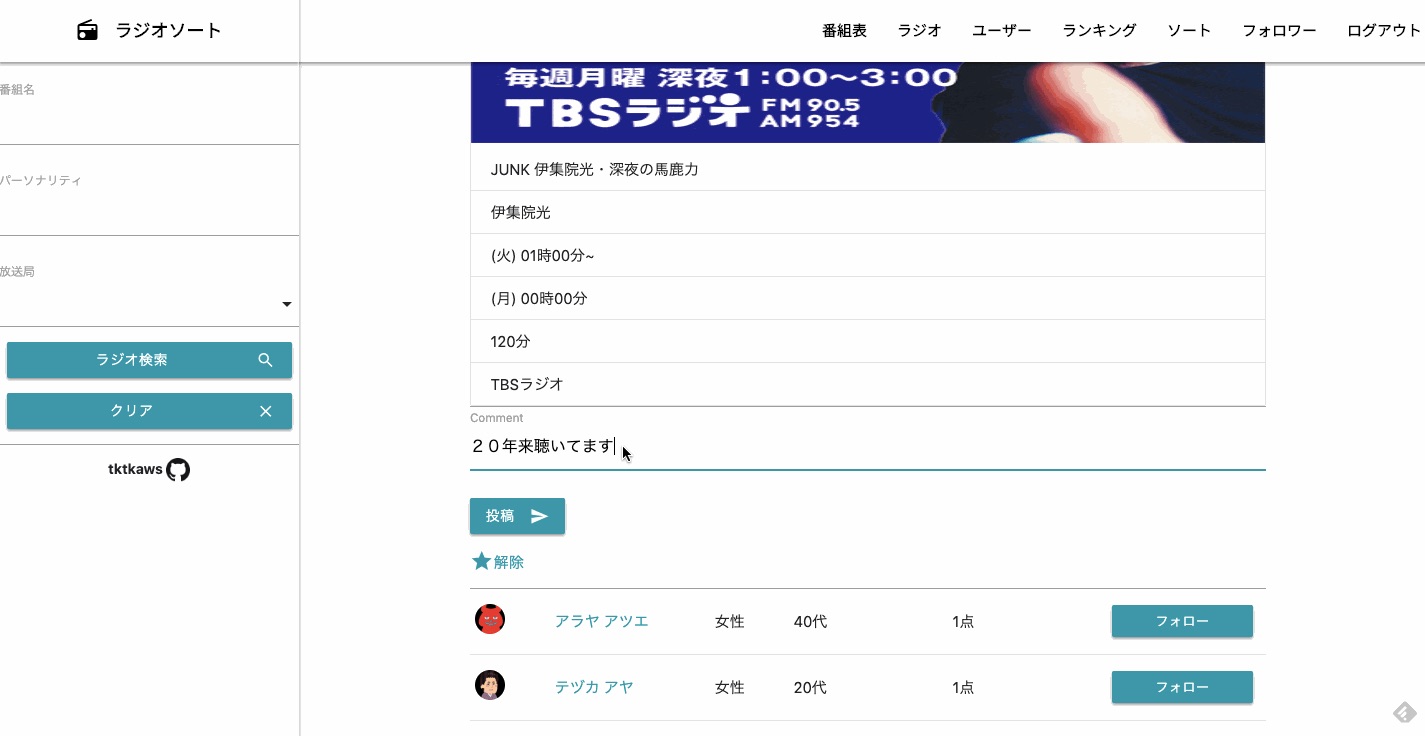 ラジオソート
番組表 ラジオ ユーザー ランキング ソート フォロワー ログアウト
番組名
パーソナリティ
放送局
ラジオ検索
クリア
tktkaws
毎週月曜 深夜1:00〜3:00
TBSラジオ FM 90.5
AM 954
JUNK 伊集院光・深夜の馬鹿力
伊集院光
(火) 01時00分~
(月) 00時00分
120分
TBSラジオ
Comment
２０年来聴いてます
投稿
解除
アラヤ アツエ 女性 40代 1点 フォロー
テヅカ アヤ 女性 20代 1点 フォロー